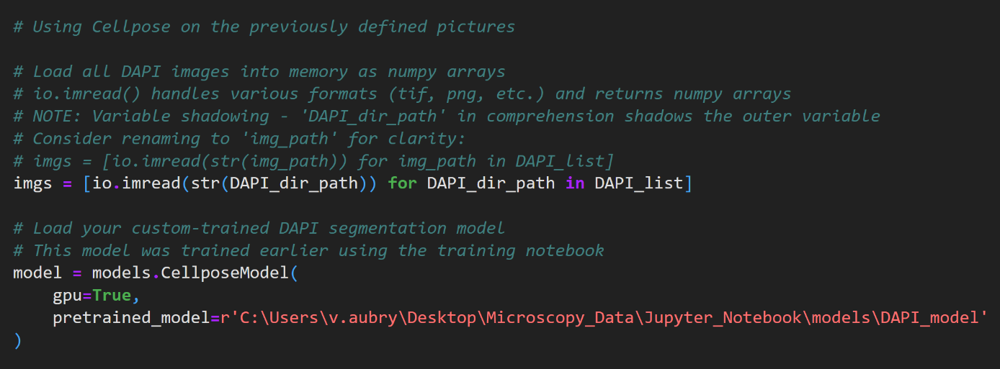 # Using Cellpose on the previously defined pictures
# Load all DAPI images into memory as numpy arrays
# io.imread() handles various formats (tif, png, etc.) and returns numpy arrays
# NOTE: Variable shadowing - 'DAPI_dir_path' in comprehension shadows the outer variable
# Consider renaming to 'img_path' for clarity:
# imgs = [io.imread(str(img_path)) for img_path in DAPI_list]
imgs = [io.imread(str(DAPI_dir_path)) for DAPI_dir_path in DAPI_list]
# Load your custom-trained DAPI segmentation model
# This model was trained earlier using the training notebook
model = models.CellposeModel(
    gpu=True,
    pretrained_model=r'C:\Users\v.aubry\Desktop\Microscopy_Data\Jupyter_Notebook\models\DAPI_model'
)